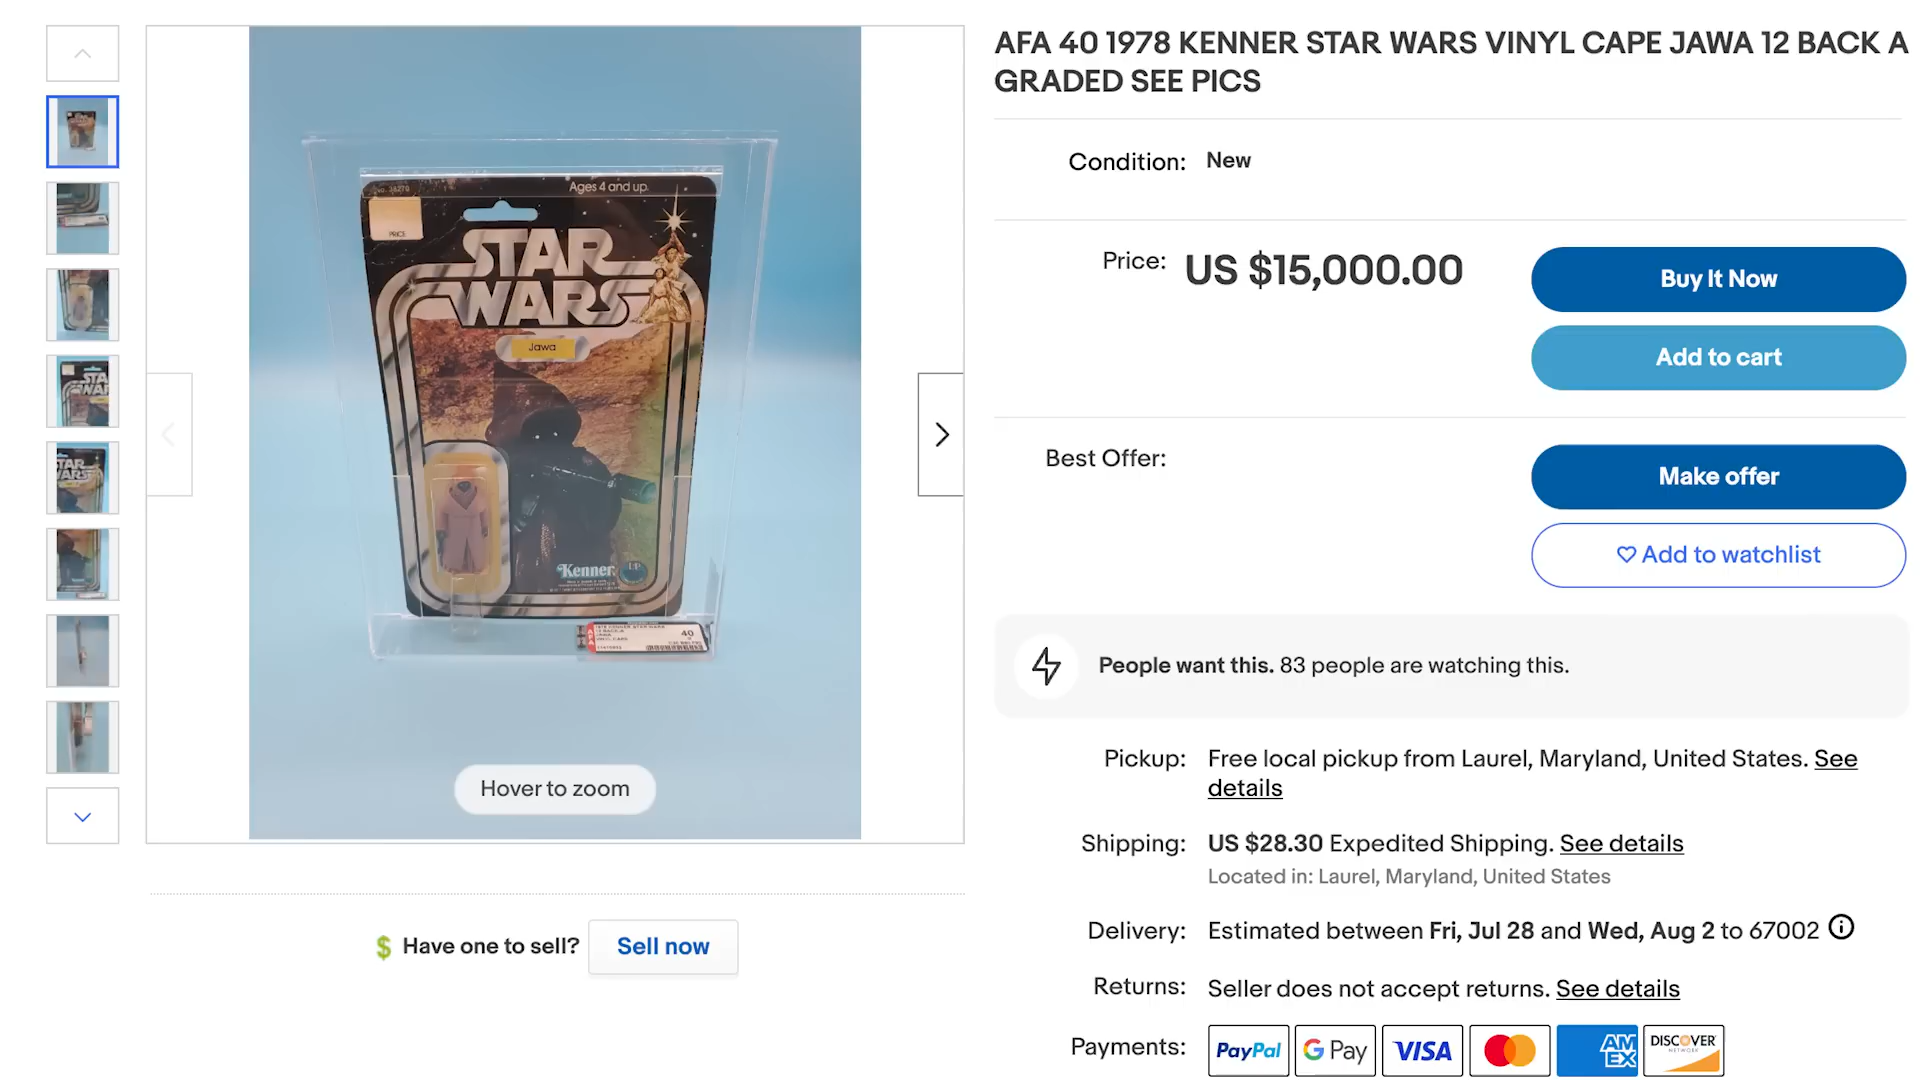 AFA 40 1978 KENNER STAR WARS VINYL CAPE JAWA 12 BACK A
GRADED SEE PICS
Condition: New
Price: US $15,000.00
Buy It Now
Add to cart
Best Offer:
Make offer
Add to watchlist
People want this. 83 people are watching this.
Pickup: Free local pickup from Laurel, Maryland, United States. See
details
Shipping: US $28.30 Expedited Shipping. See details
Located in: Laurel, Maryland, United States
Delivery: Estimated between Fri, Jul 28 and Wed, Aug 2 to 67002
Returns: Seller does not accept returns. See details
Payments: PayPal G Pay VISA AM EX DISCOVER NETWORK
Ages 4 and up.
PRICE
STAR
WARS
Jawa
Kenner
40
Hover to zoom
Have one to sell? Sell now